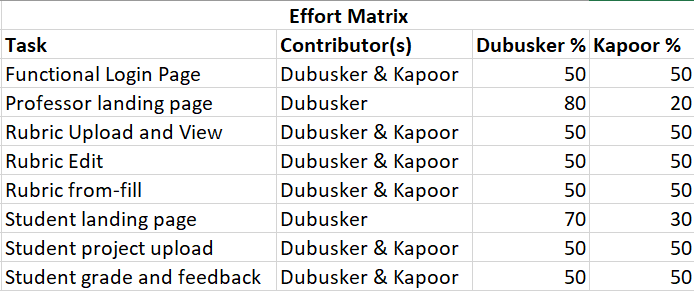 Effort Matrix
Task Contributor(s) Dubusker % Kapoor %
Functional Login Page Dubusker & Kapoor 50 50
Professor landing page Dubusker 80 20
Rubric Upload and View Dubusker & Kapoor 50 50
Rubric Edit Dubusker & Kapoor 50 50
Rubric from-fill Dubusker & Kapoor 50 50
Student landing page Dubusker 70 30
Student project upload Dubusker & Kapoor 50 50
Student grade and feedback Dubusker & Kapoor 50 50